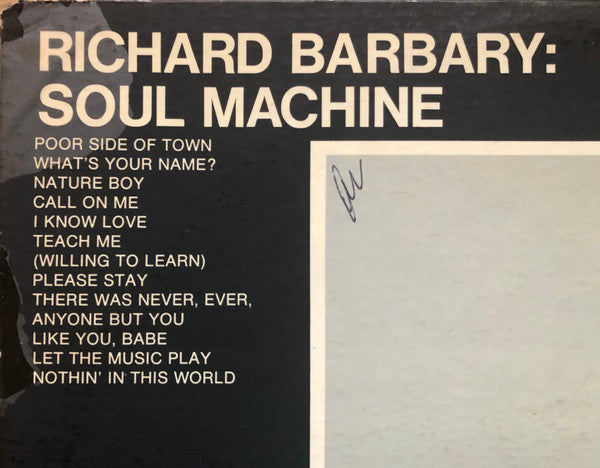 RICHARD BARBARY:
SOUL MACHINE
POOR SIDE OF TOWN
WHAT'S YOUR NAME?
NATURE BOY
CALL ON ME
I KNOW LOVE
TEACH ME
(WILLING TO LEARN)
PLEASE STAY
THERE WAS NEVER, EVER,
ANYONE BUT YOU
LIKE YOU, BABE
LET THE MUSIC PLAY
NOTHIN' IN THIS WORLD